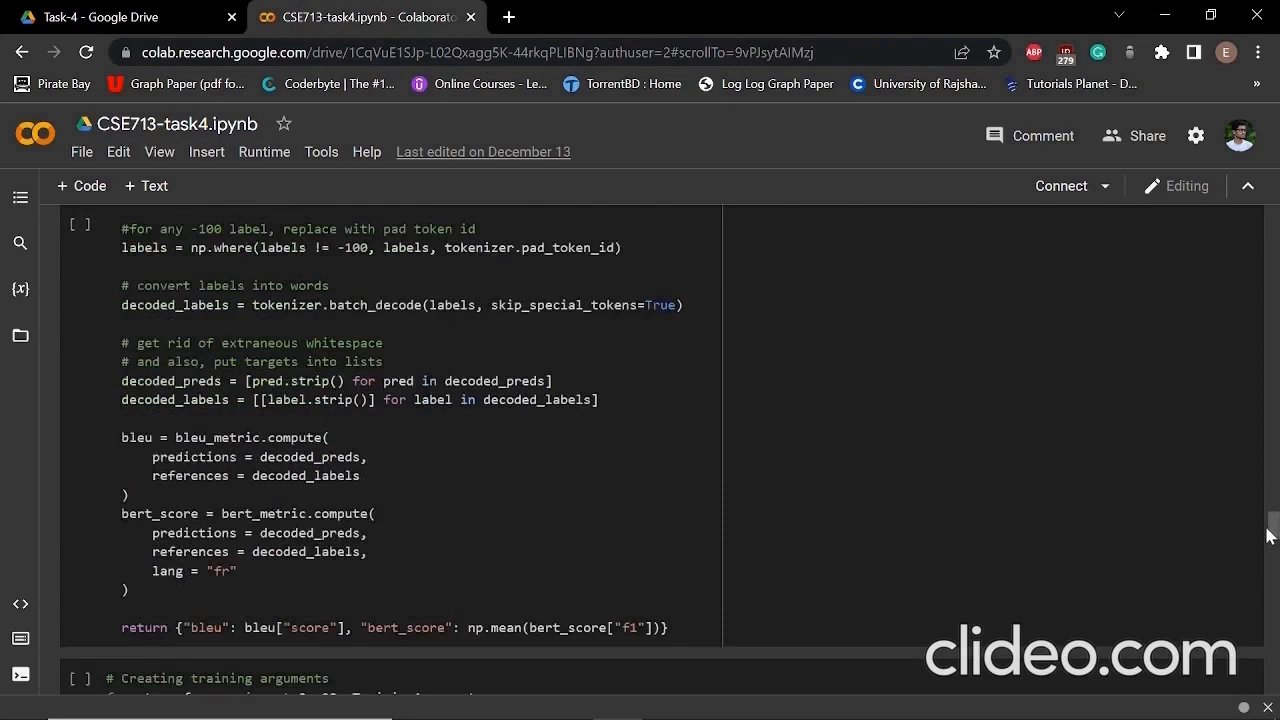 Task-4 - Google Drive
CSE713-task4.ipynb - Colaborato
colab.research.google.com/drive/1CqVuE1SJp-L02Qxagg5K-44rkqPLIBNg?authuser=2#scrollTo=9vPJsytAlMzj
ABP
279
E
Pirate Bay
Graph Paper (pdf fo...
Coderbyte | The #1...
Online Courses - Le...
TorrentBD : Home
Log Log Graph Paper
University of Rajsha...
Tutorials Planet - D...
»
CSE713-task4.ipynb
Comment
Share
File Edit View Insert Runtime Tools Help Last edited on December 13
+ Code + Text
Connect
Editing
[ ]
#for any -100 label, replace with pad token id
labels = np.where(labels != -100, labels, tokenizer.pad_token_id)
# convert labels into words
decoded_labels = tokenizer.batch_decode(labels, skip_special_tokens=True)
# get rid of extraneous whitespace
# and also, put targets into lists
decoded_preds = [pred.strip() for pred in decoded_preds]
decoded_labels = [[label.strip()] for label in decoded_labels]
bleu = bleu_metric.compute(
predictions = decoded_preds,
references = decoded_labels
)
bert_score = bert_metric.compute(
predictions = decoded_preds,
references = decoded_labels,
lang = "fr"
)
return {"bleu": bleu["score"], "bert_score": np.mean(bert_score["f1"])}
[ ] # Creating training arguments
clideo.com